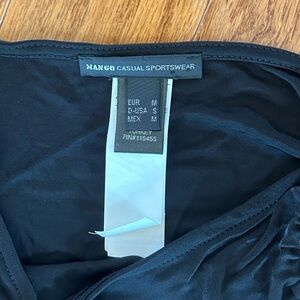 MANGO CASUAL SPORTSWEAR
EUR M
D-USA S
MEX M
TURKEY
RN#115455